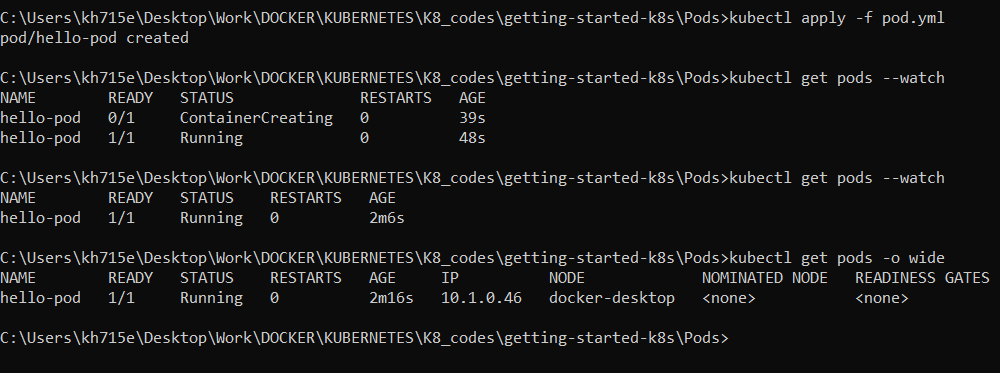 C:\Users\kh715e\Desktop\Work\DOCKER\KUBERNETES\K8_codes\getting-started-k8s\Pods>kubectl apply -f pod.yml
pod/hello-pod created
C:\Users\kh715e\Desktop\Work\DOCKER\KUBERNETES\K8_codes\getting-started-k8s\Pods>kubectl get pods --watch
NAME        READY   STATUS              RESTARTS   AGE
hello-pod   0/1     ContainerCreating   0          39s
hello-pod   1/1     Running             0          48s
C:\Users\kh715e\Desktop\Work\DOCKER\KUBERNETES\K8_codes\getting-started-k8s\Pods>kubectl get pods --watch
NAME        READY   STATUS    RESTARTS   AGE
hello-pod   1/1     Running   0          2m6s
C:\Users\kh715e\Desktop\Work\DOCKER\KUBERNETES\K8_codes\getting-started-k8s\Pods>kubectl get pods -o wide
NAME        READY   STATUS    RESTARTS   AGE     IP          NODE             NOMINATED NODE   READINESS GATES
hello-pod   1/1     Running   0          2m16s   10.1.0.46   docker-desktop   <none>           <none>
C:\Users\kh715e\Desktop\Work\DOCKER\KUBERNETES\K8_codes\getting-started-k8s\Pods>